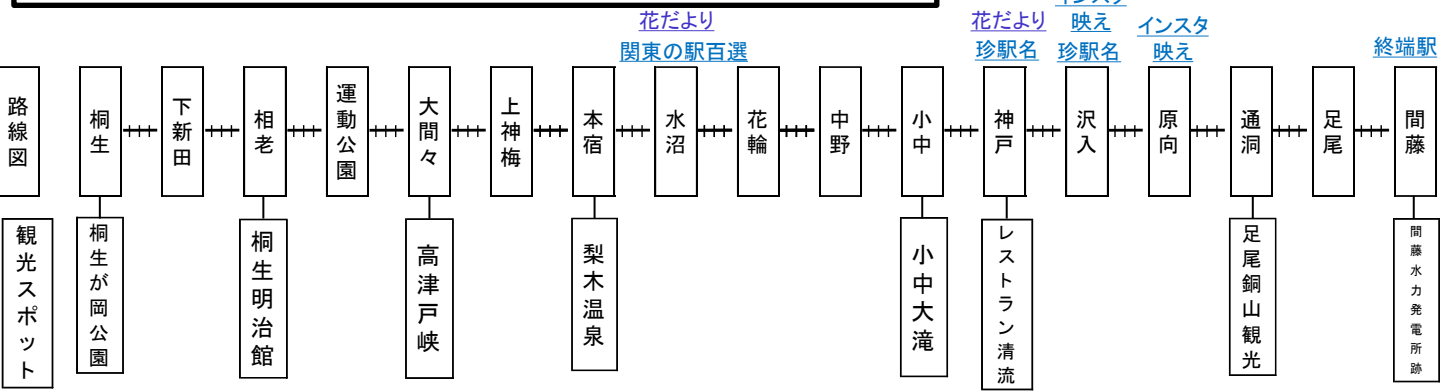 花だより
関東の駅百選
花だより
珍駅名
インスタ
映え
珍駅名
インスタ
映え
終端駅
路線図
桐生
下新田
相老
運動公園
大間々
上神梅
本宿
水沼
花輪
中野
小中
神戸
沢入
原向
通洞
足尾
間藤
観光スポット
桐生が岡公園
桐生明治館
高津戸峡
梨木温泉
小中大滝
レストラン清流
足尾銅山観光
間藤水力発電所跡